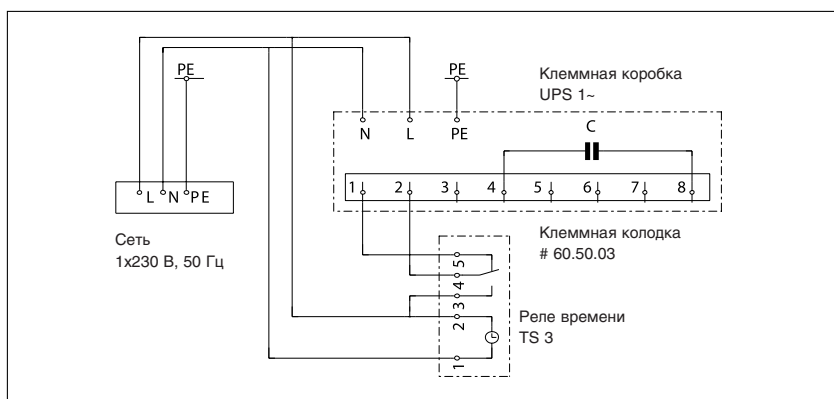 PE
PE
Клеммная коробка
UPS 1~
N L PE
C
1 2 3 4 5 6 7 8
L N PE
Сеть
1x230 В, 50 Гц
Клеммная колодка
# 60.50.03
5
4
3
2
1
Реле времени
TS 3